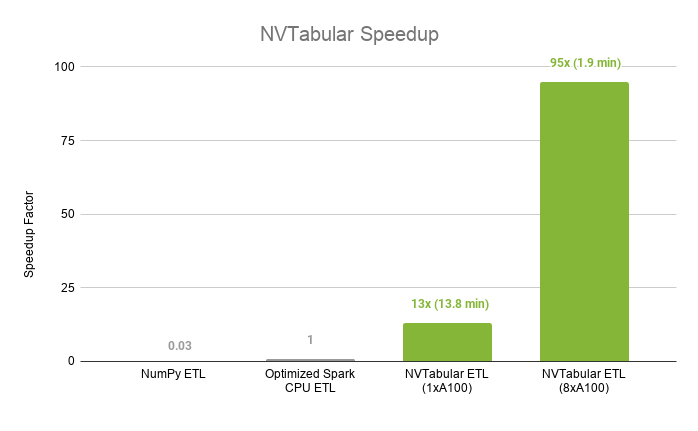 NVTabular Speedup
Speedup Factor
100
75
50
25
0
0.03
1
13x (13.8 min)
95x (1.9 min)
NumPy ETL
Optimized Spark
CPU ETL
NVTabular ETL
(1xA100)
NVTabular ETL
(8xA100)